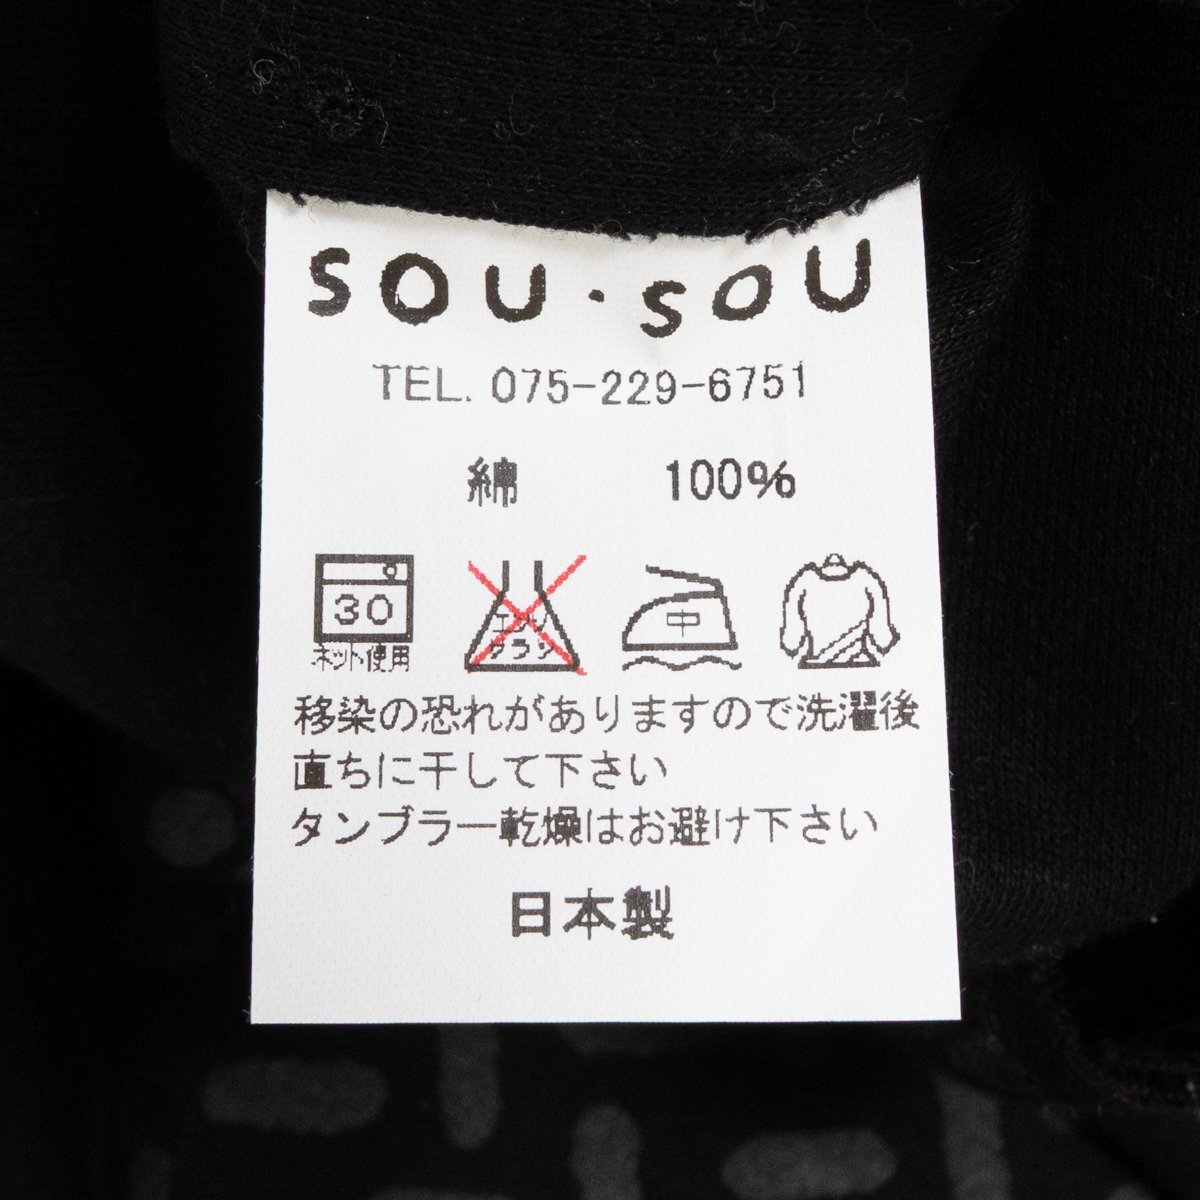 SOU・SOU
TEL. 075-229-6751
綿 100%
30 エンソ 中
ネット使用 サラシ
移染の恐れがありますので洗濯後
直ちに干して下さい
タンブラー乾燥はお避け下さい
日本製